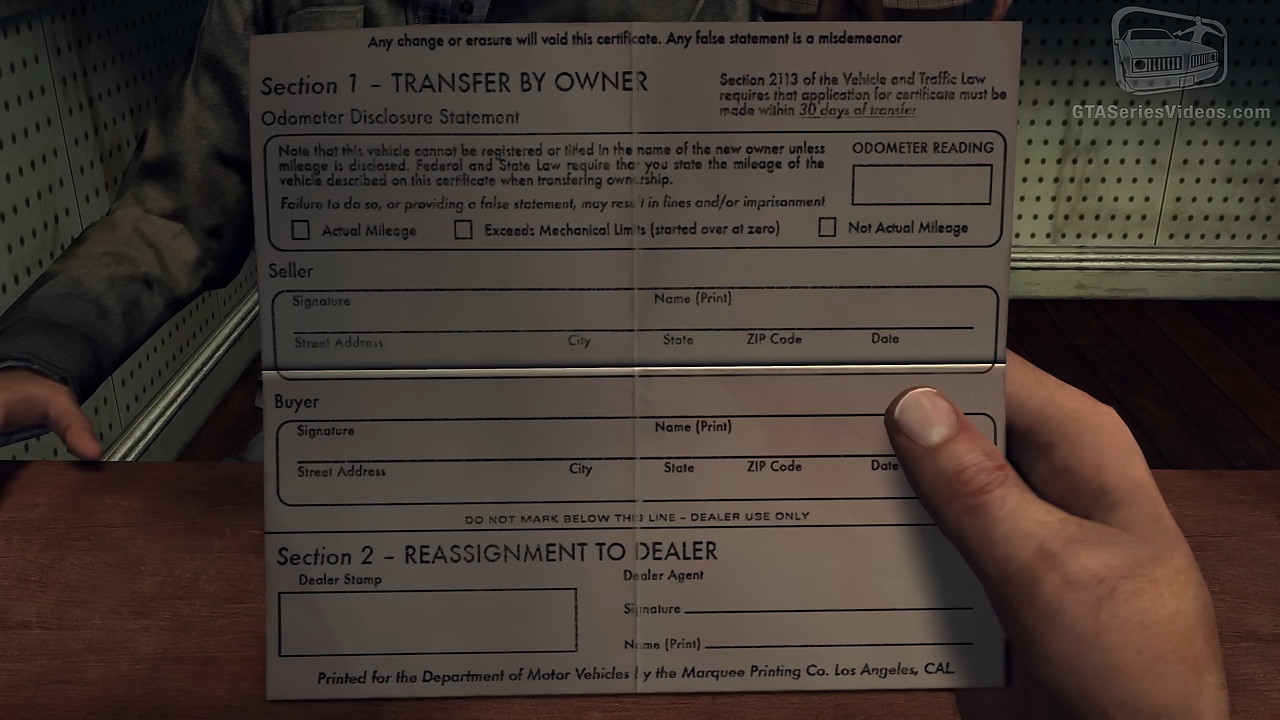 Any change or erasure will void this certificate. Any false statement is a misdemeanor
Section 1 – TRANSFER BY OWNER
Section 2113 of the Vehicle and Traffic Law
requires that application for certificate must be
made within 30 days of transfer
GTASeriesVideos.com
Odometer Disclosure Statement
Note that this vehicle cannot be registered or titled in the name of the new owner unless
mileage is disclosed. Federal and State Law require that you state the mileage of the
vehicle described on this certificate when transfering ownership.
ODOMETER READING
Failure to do so, or providing a false statement, may result in fines and/or imprisonment
Actual Mileage Exceeds Mechanical Limits (started over at zero) Not Actual Mileage
Seller
Signature Name (Print)
Street Address City State ZIP Code Date
Buyer
Signature Name (Print)
Street Address City State ZIP Code Date
DO NOT MARK BELOW THIS LINE – DEALER USE ONLY
Section 2 – REASSIGNMENT TO DEALER
Dealer Stamp Dealer Agent
Signature
Name (Print)
Printed for the Department of Motor Vehicles by the Marquee Printing Co. Los Angeles, CAL.